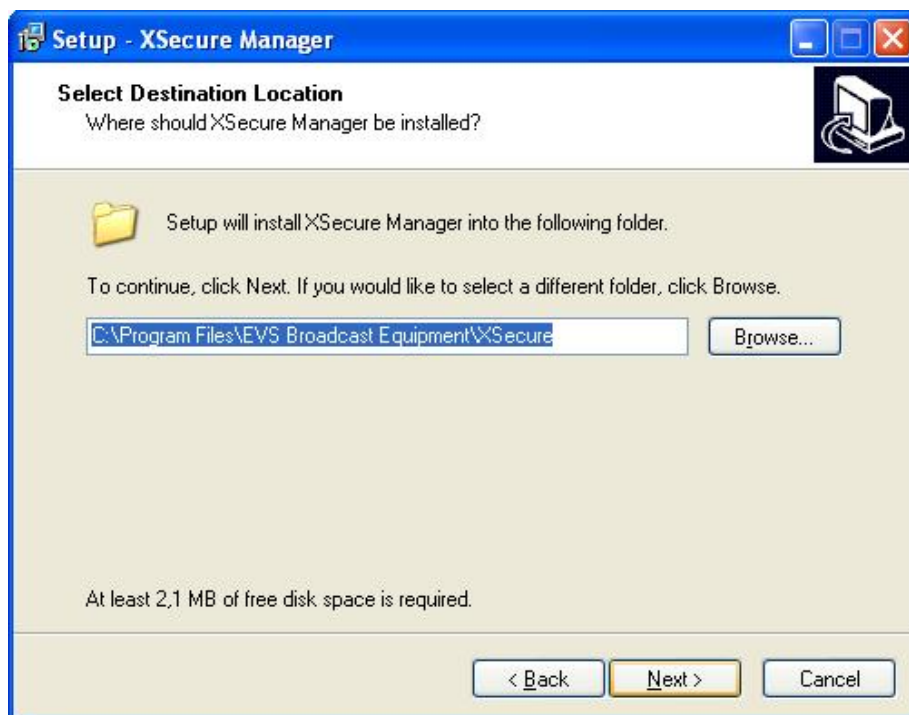 Setup - XSecure Manager
Select Destination Location
Where should XSecure Manager be installed?
Setup will install XSecure Manager into the following folder.
To continue, click Next. If you would like to select a different folder, click Browse.
C:\Program Files\EVS Broadcast Equipment\XSecure
Browse...
At least 2,1 MB of free disk space is required.
< Back
Next >
Cancel